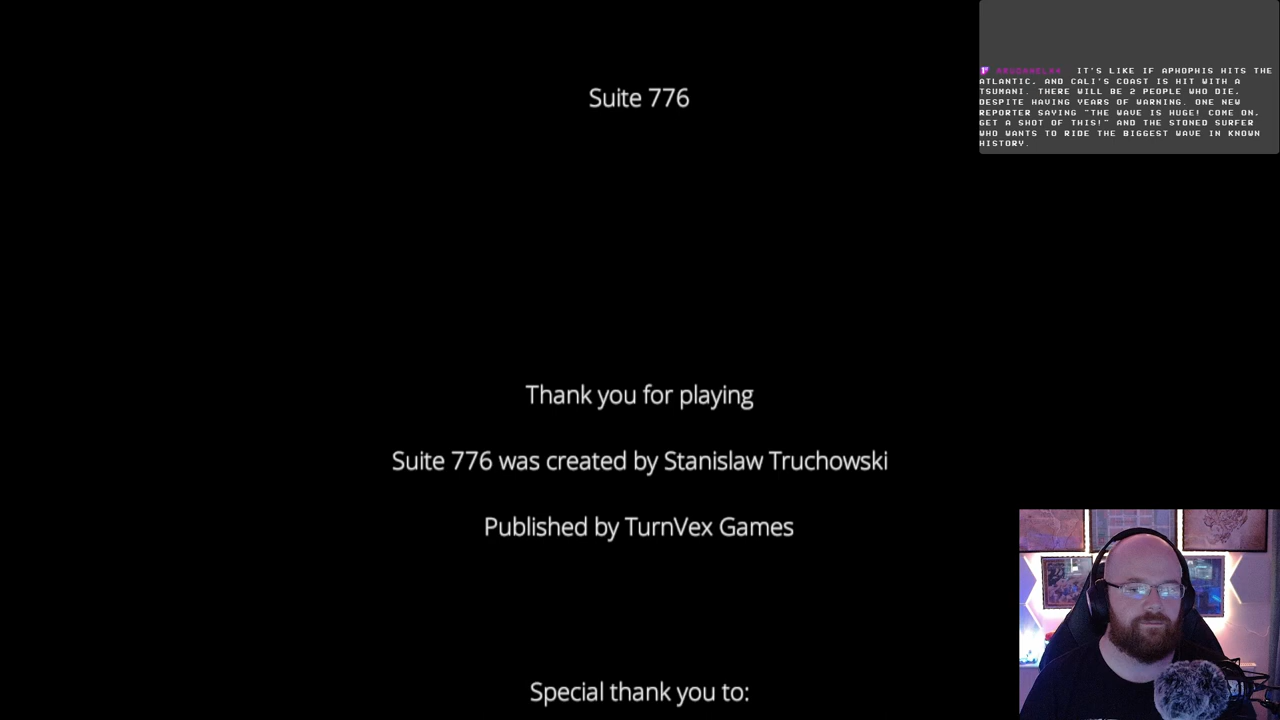 Suite 776
Thank you for playing
Suite 776 was created by Stanislaw Truchowski
Published by TurnVex Games
Special thank you to:
IT'S LIKE IF APHOPHIS HITS THE
ATLANTIC, AND CALI'S COAST IS HIT WITH A
TSUMANI. THERE WILL BE 2 PEOPLE WHO DIE,
DESPITE HAVING YEARS OF WARNING. ONE NEW
REPORTER SAYING "THE WAVE IS HUGE! COME ON,
GET A SHOT OF THIS!" AND THE STONED SURFER
WHO WANTS TO RIDE THE BIGGEST WAVE IN KNOWN
HISTORY.